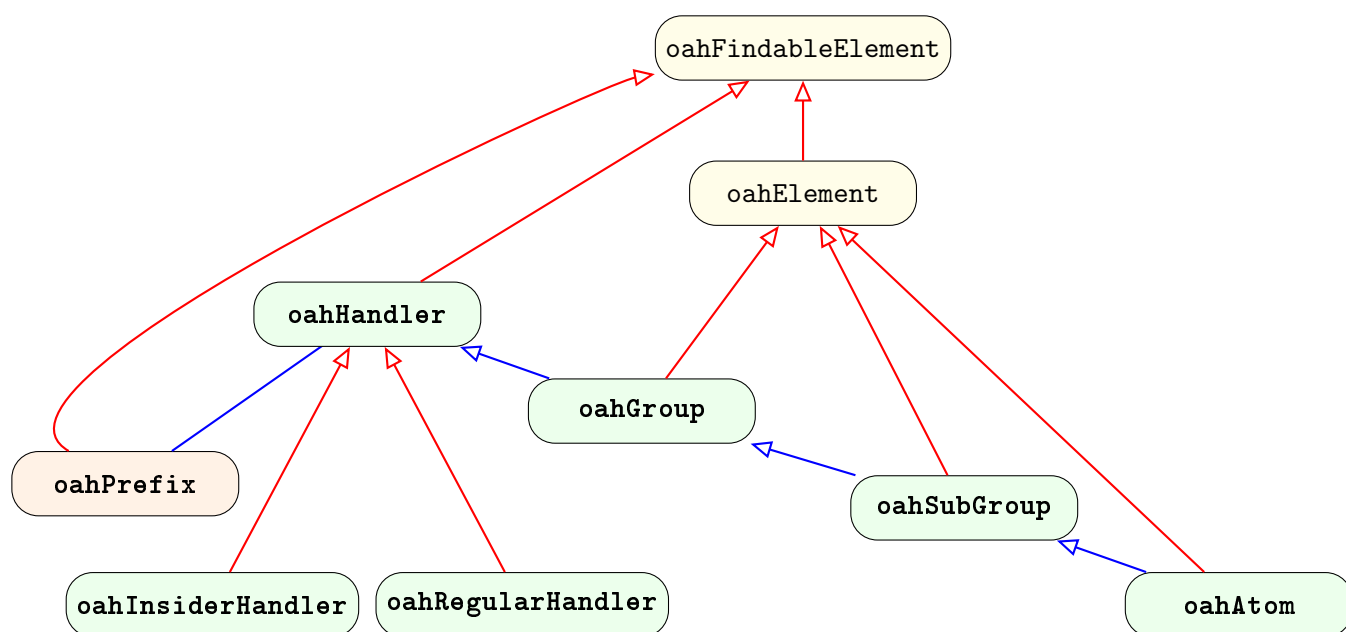 oahFindableElement
oahElement
oahHandler
oahGroup
oahPrefix
oahSubGroup
oahInsiderHandler
oahRegularHandler
oahAtom